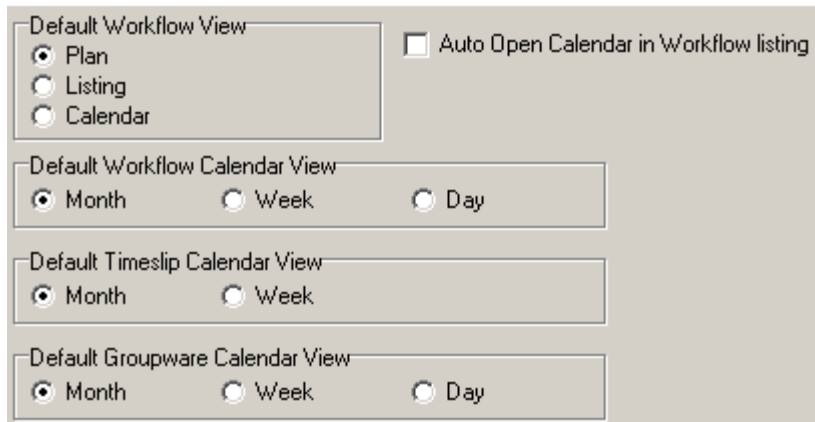 Default Workflow View
Plan
Auto Open Calendar in Workflow listing
Listing
Calendar
Default Workflow Calendar View
Month Week Day
Default Timeslip Calendar View
Month Week
Default Groupware Calendar View
Month Week Day